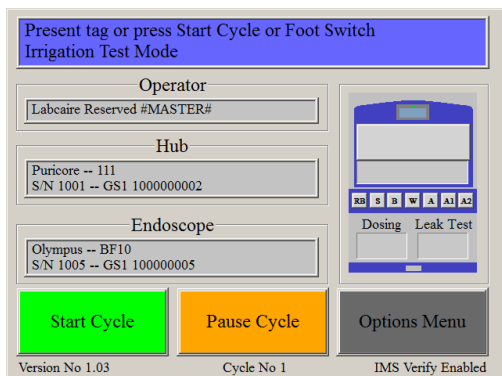 Present tag or press Start Cycle or Foot Switch
Irrigation Test Mode
Operator
Labcaire Reserved #MASTER#
Hub
Puricore -- 111
S/N 1001 -- GS1 1000000002
Endoscope
Olympus -- BF10
S/N 1005 -- GS1 100000005
RB S B W A A1 A2
Dosing Leak Test
Start Cycle Pause Cycle Options Menu
Version No 1.03 Cycle No 1 IMS Verify Enabled